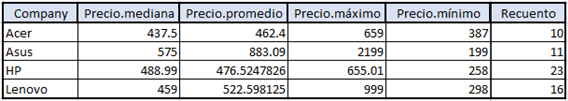 Company Precio.mediana Precio.promedio Precio.máximo Precio.mínimo Recuento
Acer 437.5 462.4 659 387 10
Asus 575 883.09 2199 199 11
HP 488.99 476.5247826 655.01 258 23
Lenovo 459 522.598125 999 298 16